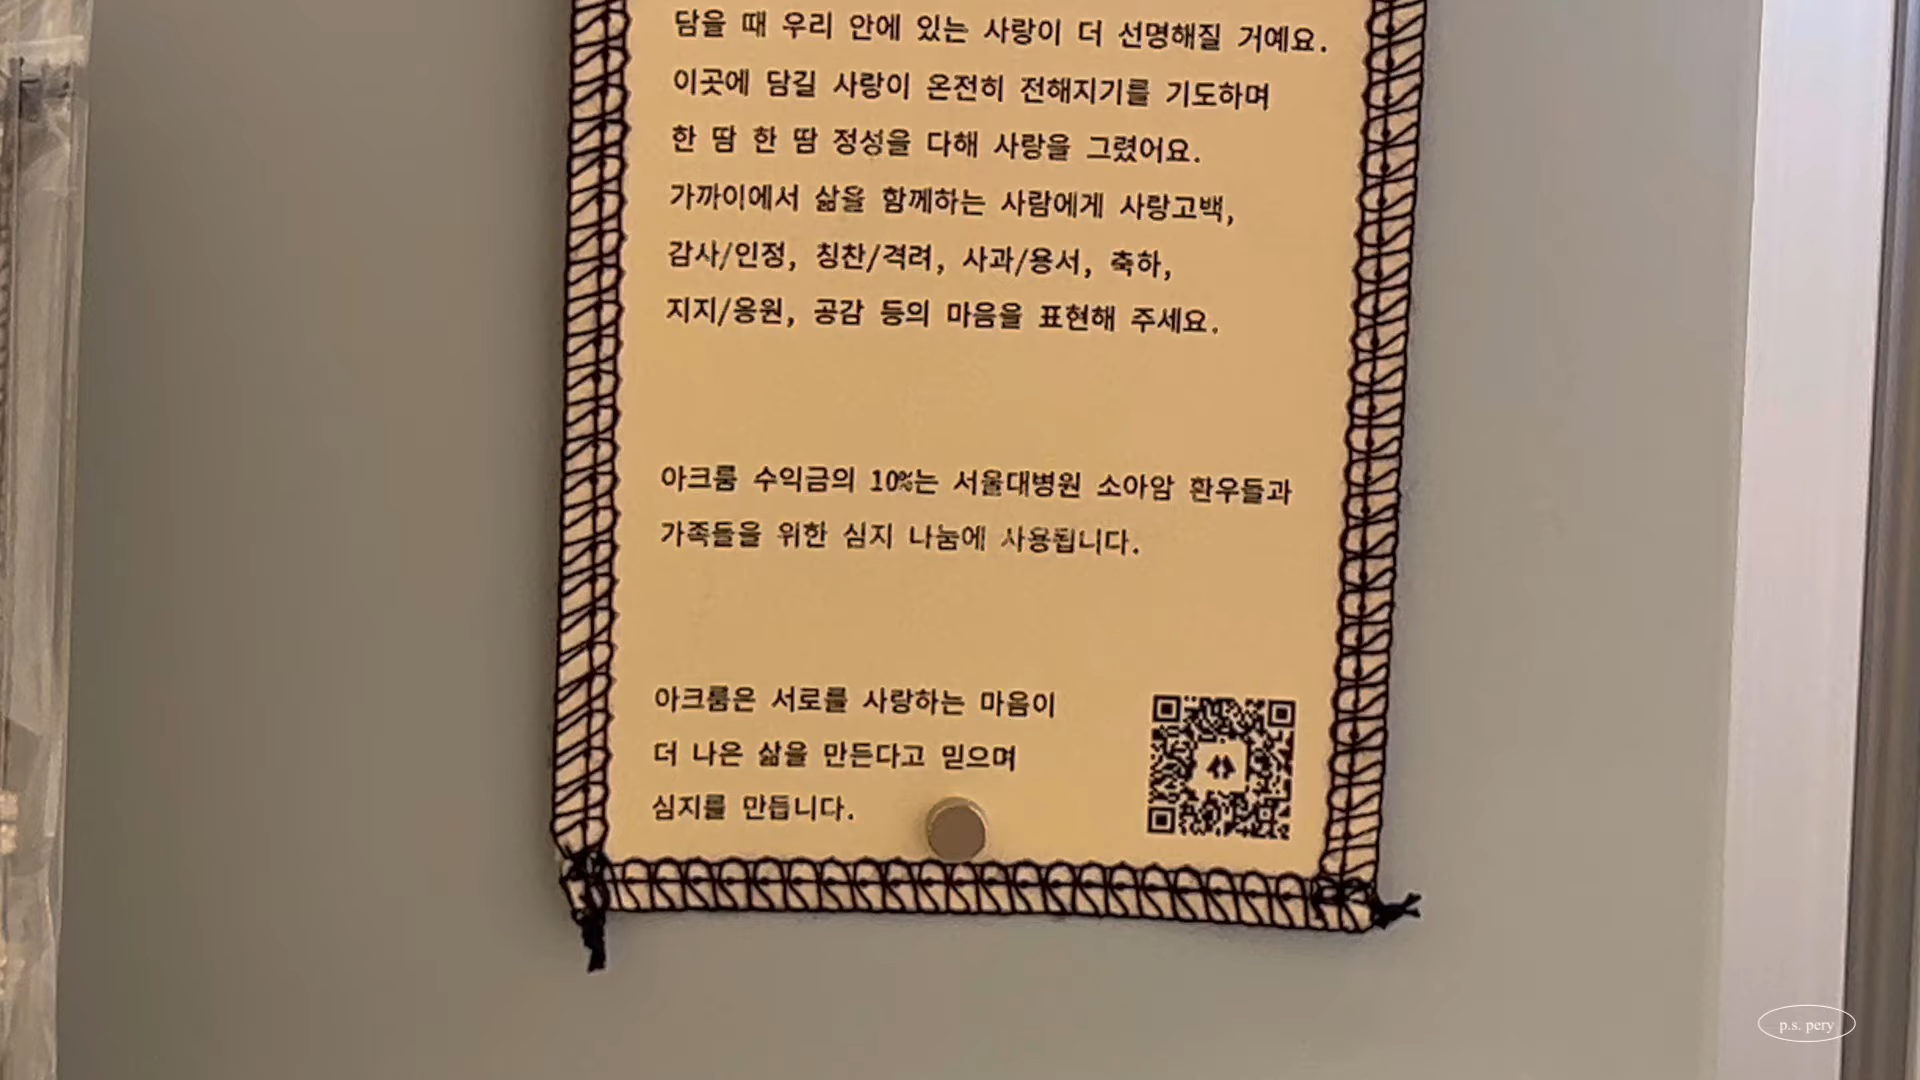 담을 때 우리 안에 있는 사랑이 더 선명해질 거예요.
이곳에 담길 사랑이 온전히 전해지기를 기도하며
한 땀 한 땀 정성을 다해 사랑을 그렸어요.
가까이에서 삶을 함께하는 사람에게 사랑고백,
감사/인정, 칭찬/격려, 사과/용서, 축하,
지지/응원, 공감 등의 마음을 표현해 주세요.
아크룸 수익금의 10%는 서울대병원 소아암 환우들과
가족들을 위한 심지 나눔에 사용됩니다.
아크룸은 서로를 사랑하는 마음이
더 나은 삶을 만든다고 믿으며
심지를 만듭니다.
p.s. pery